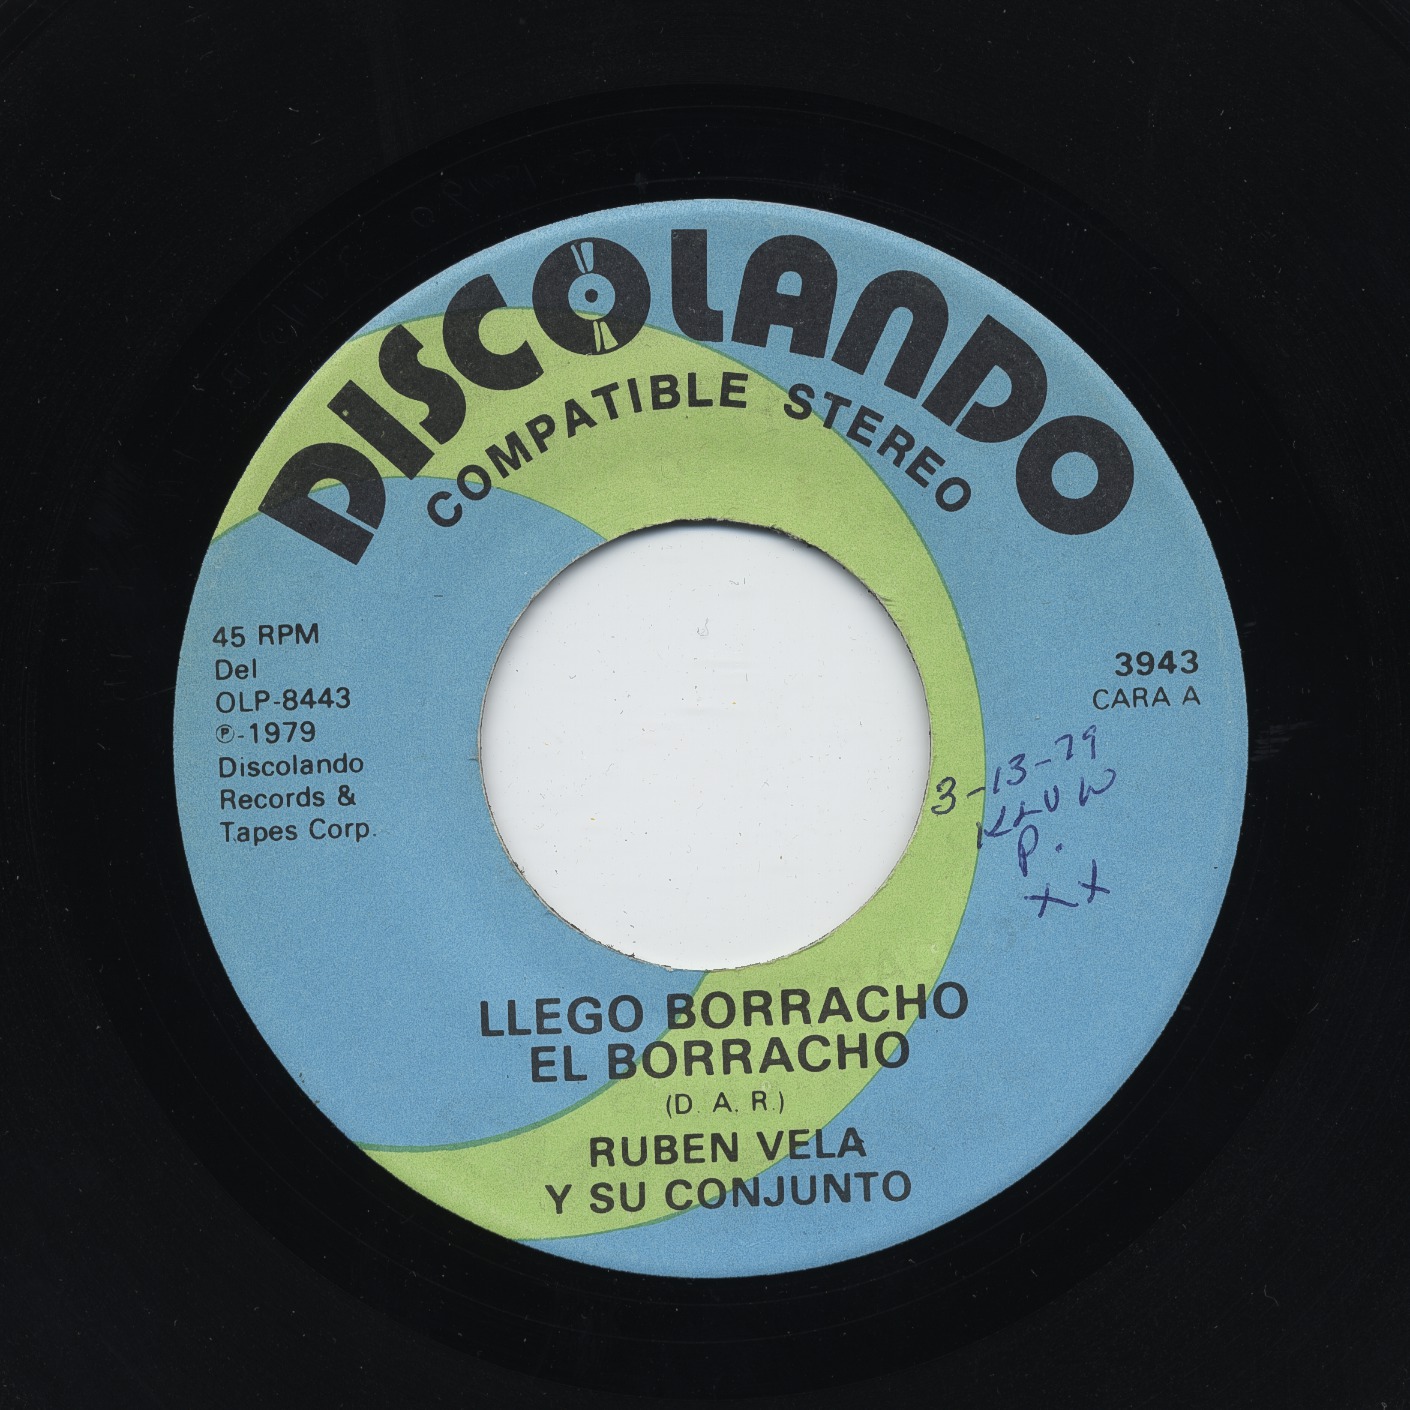 DISCOLANDO
COMPATIBLE STEREO
45 RPM
Del
OLP-8443
℗-1979
Discolando
Records &
Tapes Corp.
3943
CARA A
3-13-79
P.
XX
LLEGO BORRACHO
EL BORRACHO
(D. A. R.)
RUBEN VELA
Y SU CONJUNTO